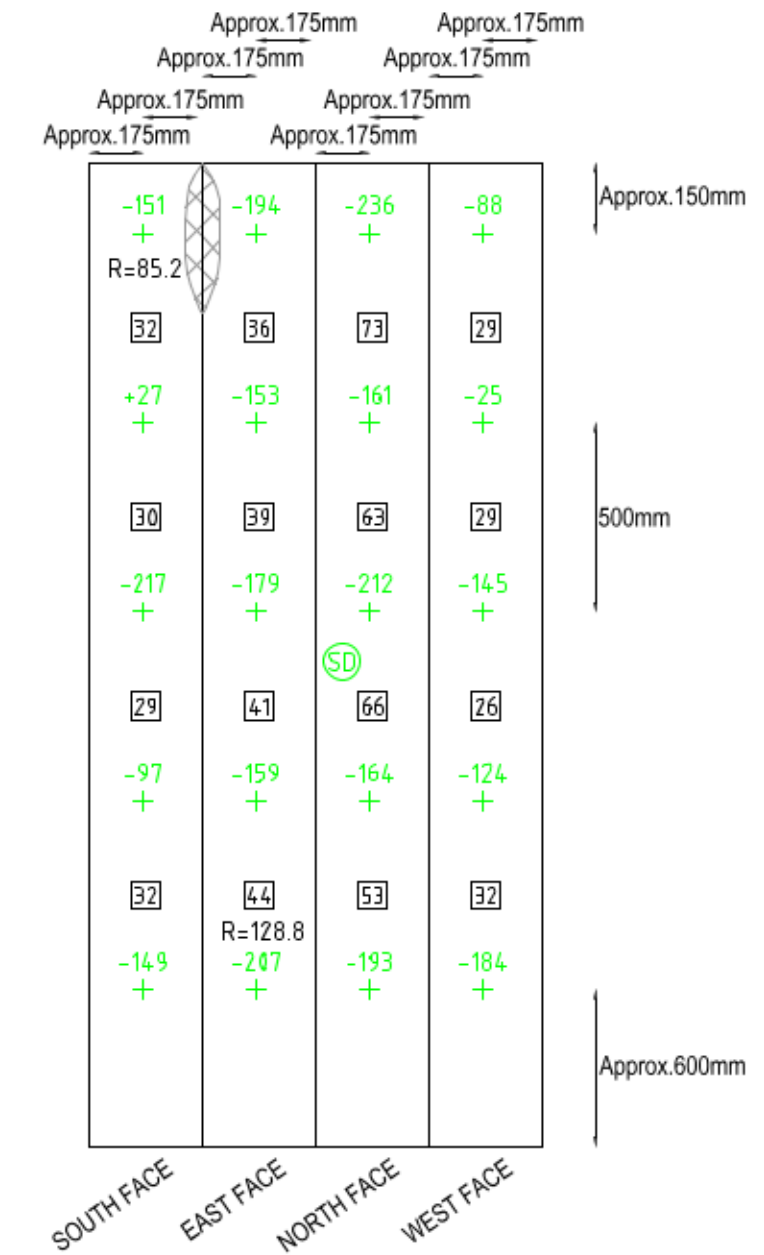 Approx.175mm Approx.175mm
Approx.175mm Approx.175mm
Approx.175mm Approx.175mm
Approx.175mm Approx.175mm
-151 -194 -236 -88 Approx.150mm
R=85.2
32 36 73 29
+27 -153 -161 -25
30 39 63 29 500mm
-217 -179 -212 -145
SD
29 41 66 26
-97 -159 -164 -124
32 44 53 32
R=128.8
-149 -207 -193 -184
Approx.600mm
SOUTH FACE EAST FACE NORTH FACE WEST FACE